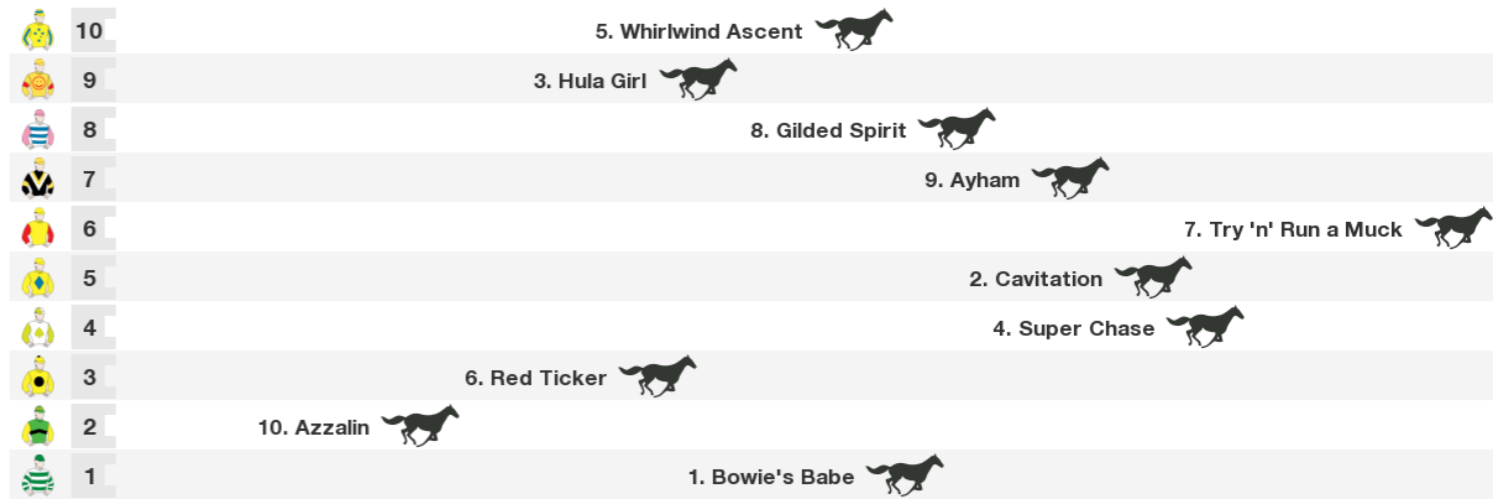 10 5. Whirlwind Ascent
9 3. Hula Girl
8 8. Gilded Spirit
7 9. Ayham
6 7. Try 'n' Run a Muck
5 2. Cavitation
4 4. Super Chase
3 6. Red Ticker
2 10. Azzalin
1 1. Bowie's Babe